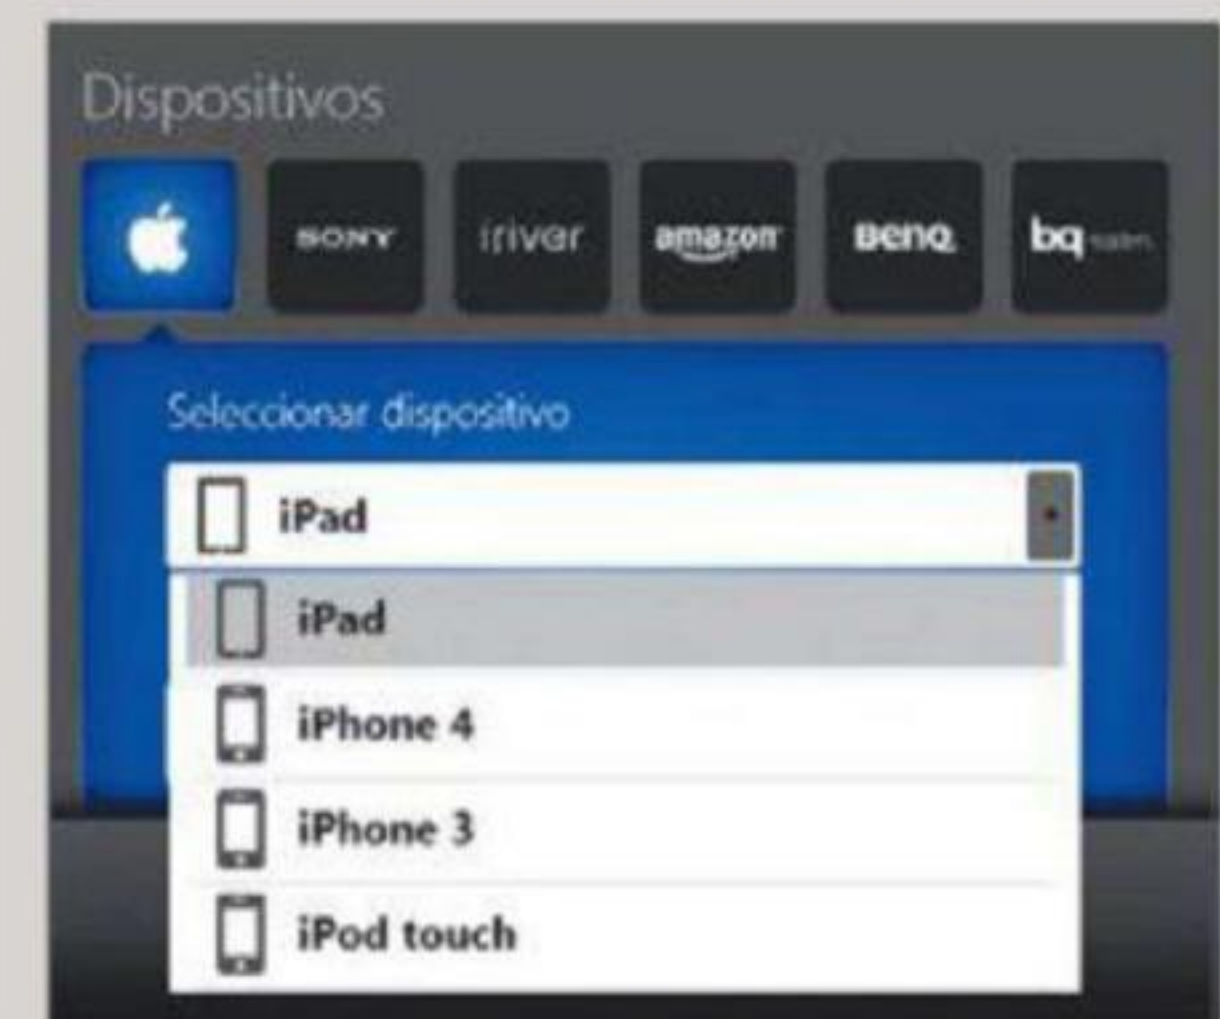 Dispositivos
SONY iriver amazon BenQ bq
Seleccionar dispositivo
iPad
iPad
iPhone 4
iPhone 3
iPod touch